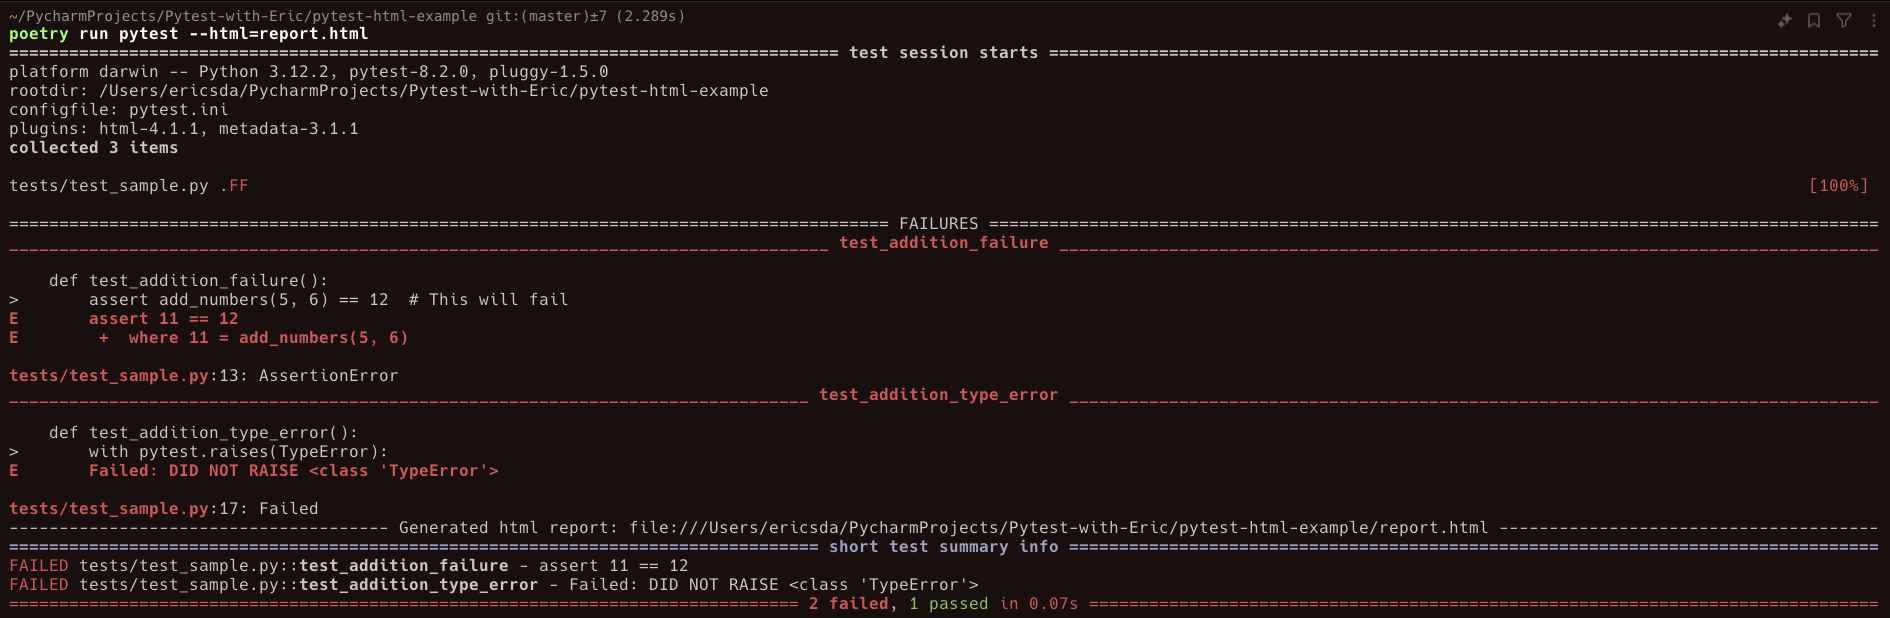 ~/PycharmProjects/Pytest-with-Eric/pytest-html-example git:(master)±7 (2.289s)
poetry run pytest --html=report.html
=================================================================================== test session starts ===================================================================================
platform darwin -- Python 3.12.2, pytest-8.2.0, pluggy-1.5.0
rootdir: /Users/ericsda/PycharmProjects/Pytest-with-Eric/pytest-html-example
configfile: pytest.ini
plugins: html-4.1.1, metadata-3.1.1
collected 3 items
tests/test_sample.py .FF [100%]
======================================================================================== FAILURES =========================================================================================
__________________________________________________________________________________ test_addition_failure __________________________________________________________________________________
    def test_addition_failure():
>       assert add_numbers(5, 6) == 12  # This will fail
E       assert 11 == 12
E        +  where 11 = add_numbers(5, 6)
tests/test_sample.py:13: AssertionError
________________________________________________________________________________ test_addition_type_error _________________________________________________________________________________
    def test_addition_type_error():
>       with pytest.raises(TypeError):
E       Failed: DID NOT RAISE <class 'TypeError'>
tests/test_sample.py:17: Failed
-------------------------------------- Generated html report: file:///Users/ericsda/PycharmProjects/Pytest-with-Eric/pytest-html-example/report.html --------------------------------------
================================================================================= short test summary info =================================================================================
FAILED tests/test_sample.py::test_addition_failure - assert 11 == 12
FAILED tests/test_sample.py::test_addition_type_error - Failed: DID NOT RAISE <class 'TypeError'>
=============================================================================== 2 failed, 1 passed in 0.07s ===============================================================================